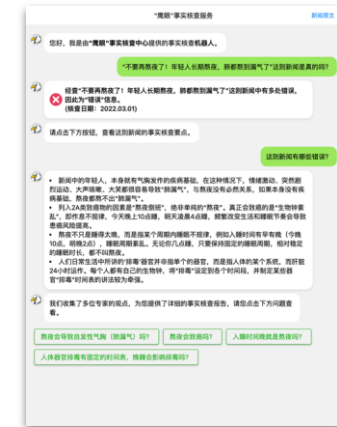 "鹰眼"事实核查服务
新闻原文
您好，我是由"鹰眼"事实核查中心提供的事实核查机器人。
"不要再熬夜了！年轻人长期熬夜，肺都熬到漏气了"这则新闻是真的吗？
经查"不要再熬夜了！年轻人长期熬夜，肺都熬到漏气了"这则新闻中有多处错误，
因此为"错误"信息。
(核查日期：2022.03.01)
请点击下方按钮，查看这则新闻的事实核查要点。
这则新闻有哪些错误？
• 新闻中的年轻人，本身就有气胸发作的疾病基础，在这种情况下，情绪激动、突然剧
烈运动、大声咳嗽、大笑都很容易导致"肺漏气"，与熬夜没有必然关系，如果本身没有疾
病基础，熬夜都熬不出"肺漏气"。
• 列入2A类致癌物的因素是"熬夜倒班"，绝非单纯的"熬夜"。真正会致癌的是"生物钟紊
乱"，即作息不规律，今天晚上10点睡，明天凌晨4点睡，频繁改变生活和睡眠节奏会导致
患癌风险提高。
• 熬夜不只是睡得太晚，而是指某个周期内睡眠不规律，例如入睡时间有早有晚（今晚
10点，明晚2点），睡眠周期紊乱。无论你几点睡，只要保持固定的睡眠周期，相对稳定
的睡眠时长，都不叫熬夜。
• 人们日常生活中所讲的"排毒"器官并非指单个的器官，而是指人体的某个系统，而肝脏
24小时运作。每个人都有自己的生物钟，将"排毒"设定到各个时间段，并制定某些器
官"排毒"时间表的讲法较为牵强。
我们收集了多位专家的观点，为您提供了详细的事实核查报告，请您点击下方问题查
看。
熬夜会导致自发性气胸（肺漏气）吗？
熬夜会致癌吗？
入睡时间晚就是熬夜吗？
人体器官排毒有固定的时间表，晚睡会影响排毒吗？